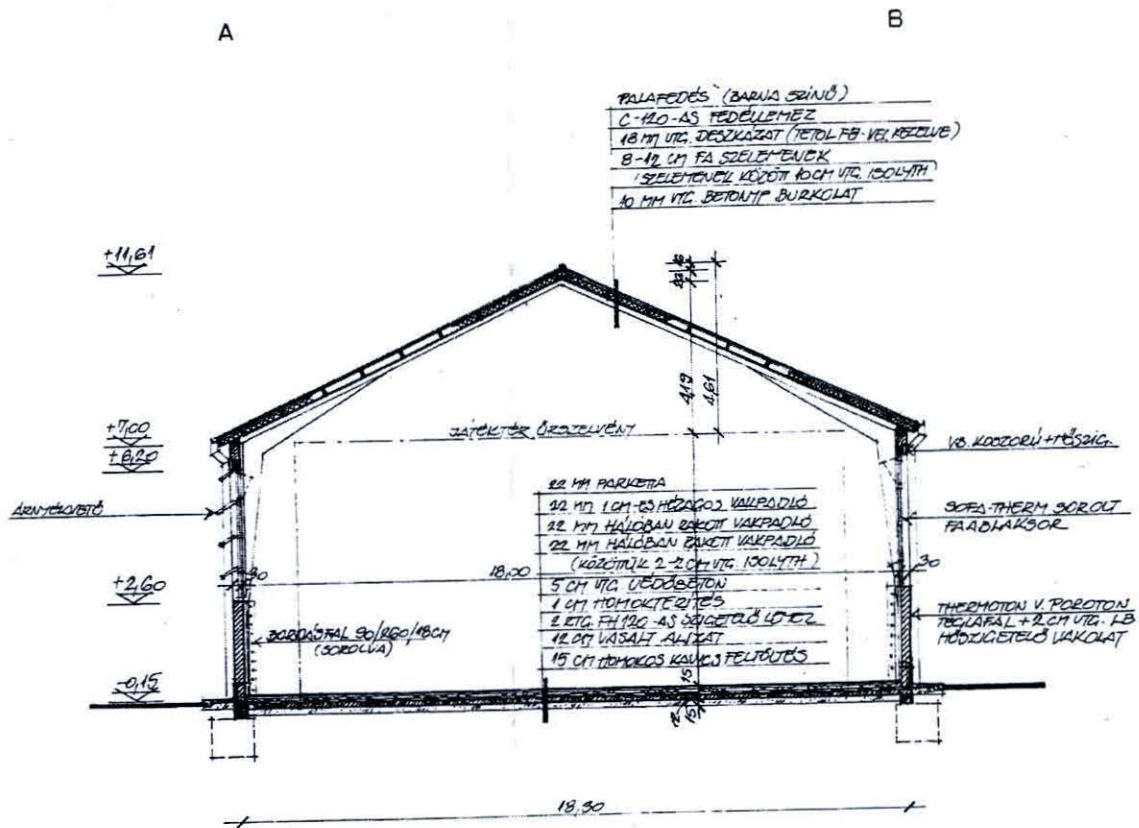 A
B
PALAFEDÉS (BARNA SZÍNŰ)
C-120-AS FEDÉLLEMEZ
18 MM VTG. DESZKÁZAT (TETOL FB-VEL KEZELVE)
8-12 CM FA SZELEMENEK
(SZELEMENEK KÖZÖTT 10 CM VTG. ISOLYTH)
10 MM VTG. BETONYP BURKOLAT
+11,61
4,19
4,61
+7,00
+6,20
JÁTÉKTÉR ŰRSZELVÉNY
VB. KOSZORÚ+HŐSZIG.
22 MM PARKETTA
ÁRNYÉKVETŐ
22 MM 1 CM-ES HÉZAGOS VAKPADLÓ
22 MM HÁLÓBAN RAKOTT VAKPADLÓ
22 MM HÁLÓBAN RAKOTT VAKPADLÓ
(KÖZÖTTÜK 2-2 CM VTG. ISOLYTH)
SOFA-THERM SOROLT
FAABLAKSOR
30
18,00
30
+2,60
5 CM VTG. VÉDŐBETON
1 CM HOMOKTERÍTÉS
2 RTG. FH 120-AS SZIGETELŐ LEMEZ
12 CM VASALT ALJZAT
15 CM HOMOKOS KAVICS FELTÖLTÉS
BORDÁSFAL 90/260/18CM
(SOROLVA)
THERMOTON V. POROTON
TÉGLAFAL + 2 CM VTG. LB
HŐSZIGETELŐ VAKOLAT
-0,15
15
12
15
18,30